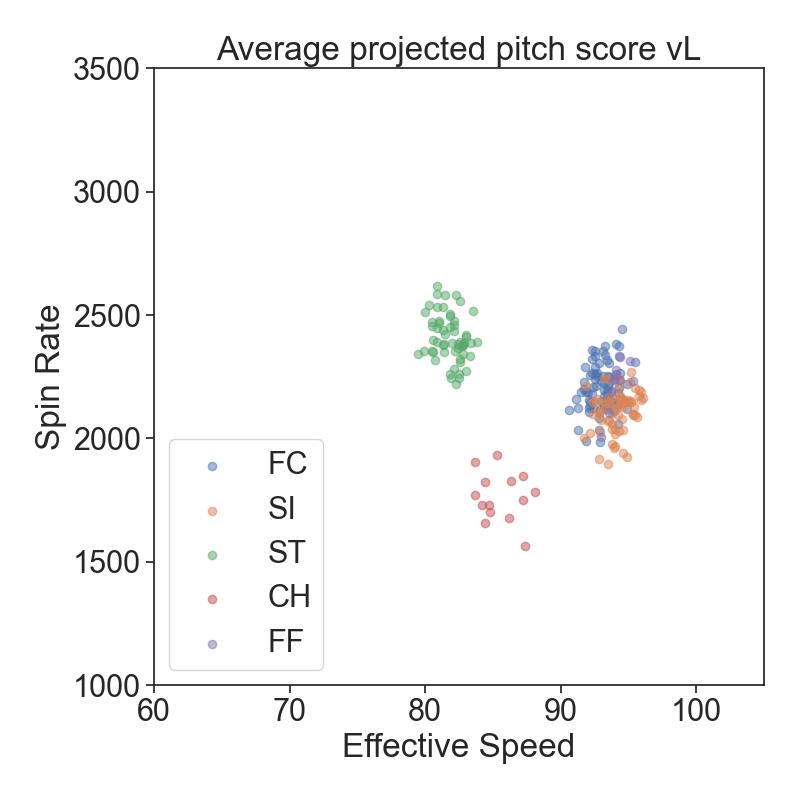 Average projected pitch score vL
3500
3000
2500
2000
1500
1000
Spin Rate
FC
SI
ST
CH
FF
60 70 80 90 100
Effective Speed